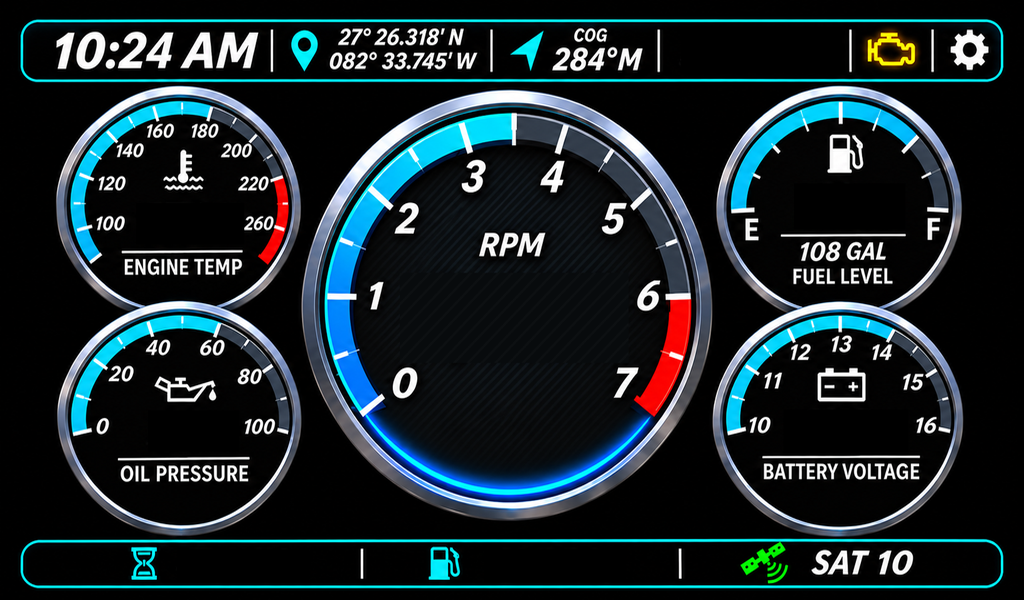 10:24 AM
27° 26.318' N
082° 33.745' W
COG
284°M
100
120
140
160
180
200
220
260
ENGINE TEMP
0
1
2
3
4
5
6
7
RPM
E
F
108 GAL
FUEL LEVEL
0
20
40
60
80
100
OIL PRESSURE
10
11
12
13
14
15
16
- +
BATTERY VOLTAGE
SAT 10